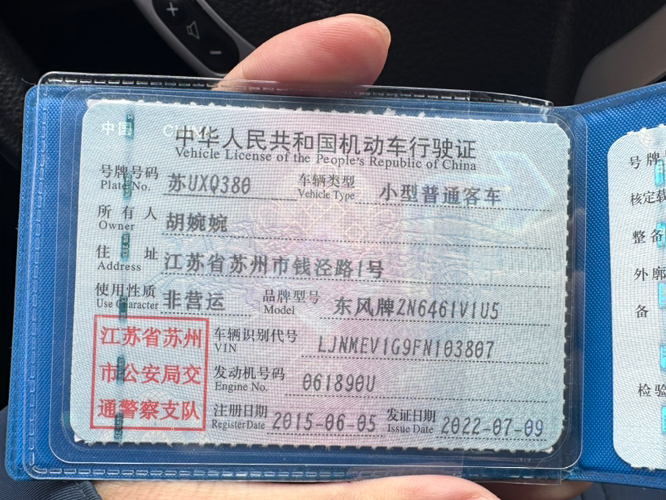 中华人民共和国机动车行驶证
Vehicle License of the People's Republic of China
号牌号码 苏UXQ380 车辆类型 小型普通客车
Plate No. Vehicle Type
所有人 胡婉婉
Owner
住址 江苏省苏州市钱泾路1号
Address
使用性质 非营运 品牌型号 东风牌ZN6461V1U5
Use Character Model
江苏省苏州
市公安局交
通警察支队
车辆识别代号 LJNMEV1G9FN103807
VIN
发动机号码 061890U
Engine No.
注册日期 2015-06-05 发证日期 2022-07-09
Register Date Issue Date
号牌
核定载
整备
外廓
备
检验